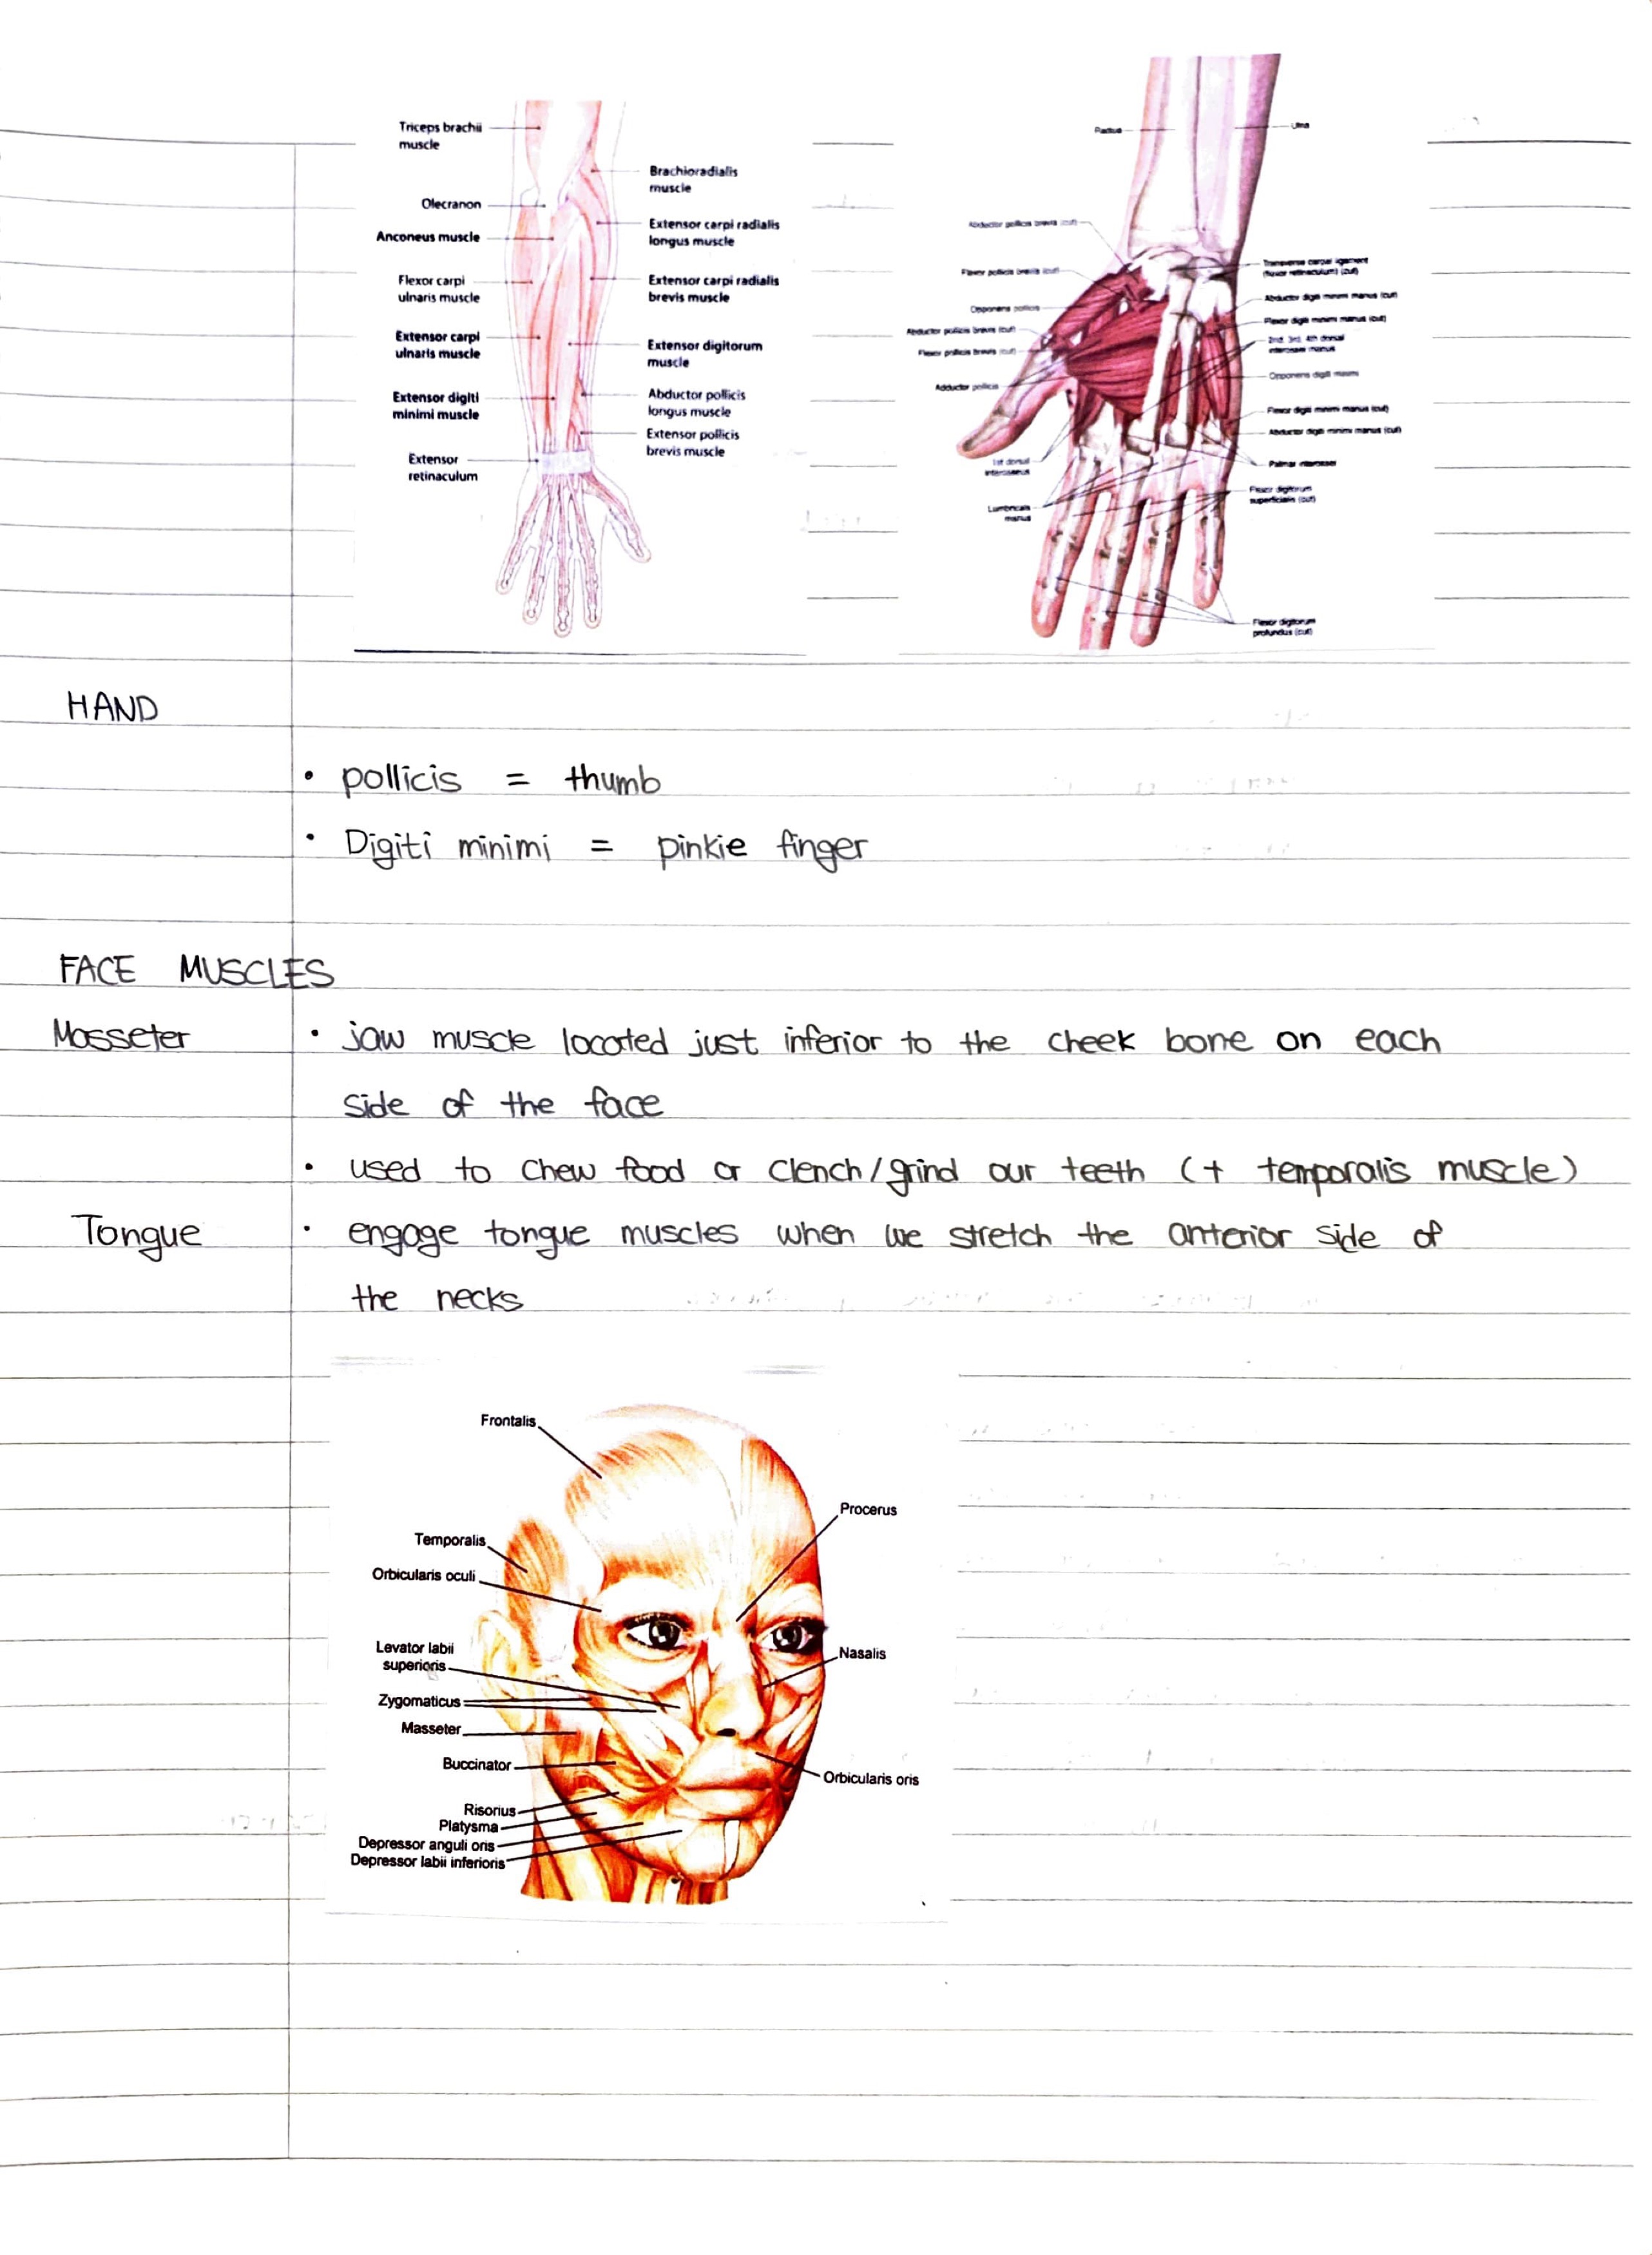 Triceps brachii
muscle
Olecranon
Anconeus muscle
Flexor carpi
ulnaris muscle
Extensor carpi
ulnaris muscle
Extensor digiti
minimi muscle
Extensor
retinaculum
Brachioradialis
muscle
Extensor carpi radialis
longus muscle
Extensor carpi radialis
brevis muscle
Extensor digitorum
muscle
Abductor pollicis
longus muscle
Extensor pollicis
brevis muscle
Radius
Ulna
Abductor pollicis brevis (cut)
Flexor pollicis brevis (cut)
Opponens pollicis
Abductor pollicis brevis (cut)
Flexor pollicis brevis (cut)
Adductor pollicis
1st dorsal
interosseus
Lumbricals
manus
Transverse carpal ligament
(flexor retinaculum) (cut)
Abductor digiti minimi manus (cut)
Flexor digiti minimi manus (cut)
2nd, 3rd, 4th dorsal
interossei manus
Opponens digiti minimi
Flexor digiti minimi manus (cut)
Abductor digiti minimi manus (cut)
Palmar interossei
Flexor digitorum
superficialis (cut)
Flexor digitorum
profundus (cut)
HAND
• pollicis = thumb
• Digiti minimi = pinkie finger
FACE MUSCLES
Masseter • jaw muscle located just inferior to the cheek bone on each
side of the face
• used to chew food or clench/grind our teeth (+ temporalis muscle)
Tongue • engage tongue muscles when we stretch the anterior side of
the necks
Frontalis
Temporalis
Orbicularis oculi
Levator labii
superioris
Zygomaticus
Masseter
Buccinator
Risorius
Platysma
Depressor anguli oris
Depressor labii inferioris
Procerus
Nasalis
Orbicularis oris